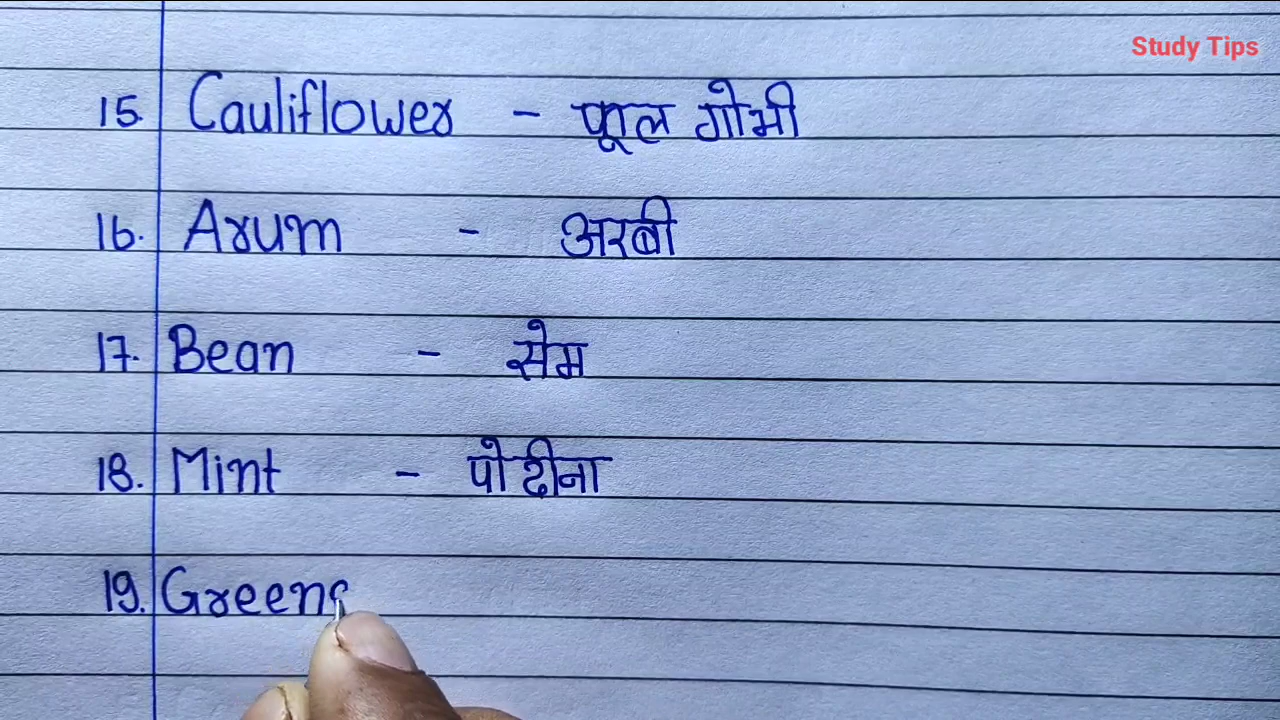 Study Tips
15. Cauliflower - फूल गोभी
16. Arum - अरबी
17. Bean - सेम
18. Mint - पोदीना
19. Greens